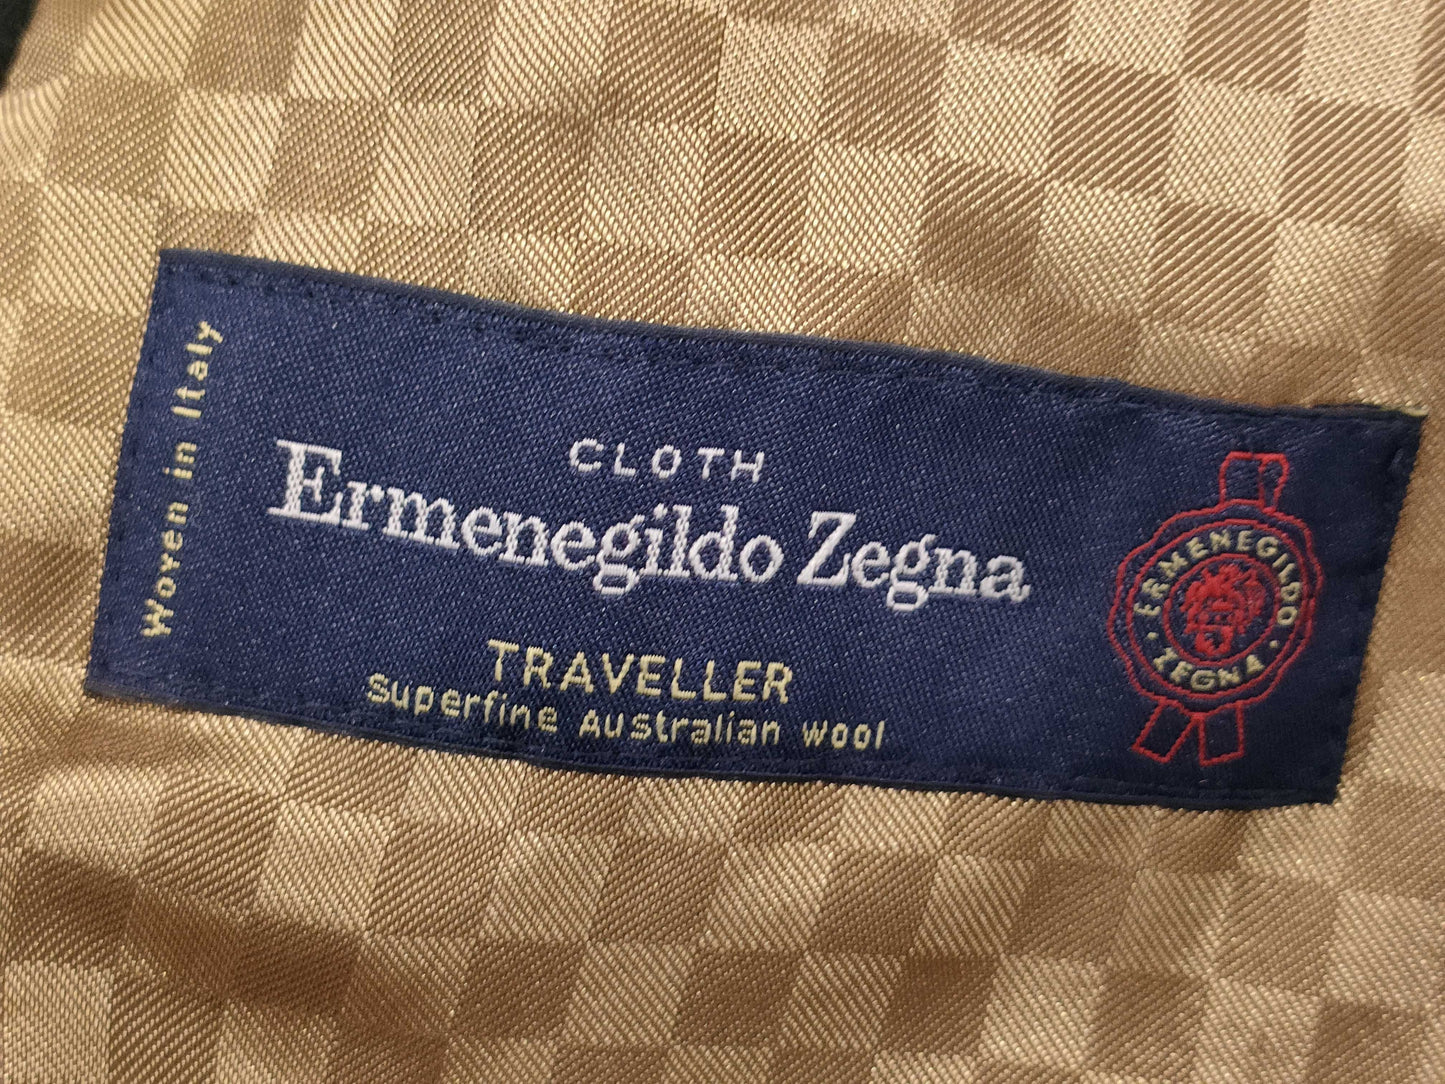 Woven in Italy
CLOTH
Ermenegildo Zegna
TRAVELLER
Superfine Australian Wool
ERMENEGILDO
ZEGNA